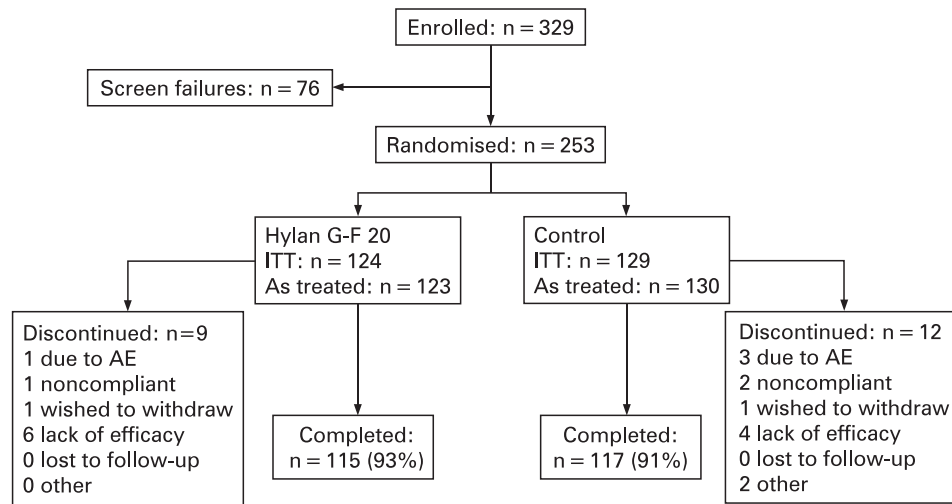 Enrolled: n = 329
Screen failures: n = 76
Randomised: n = 253
Hylan G-F 20
ITT: n = 124
As treated: n = 123
Control
ITT: n = 129
As treated: n = 130
Discontinued: n=9
1 due to AE
1 noncompliant
1 wished to withdraw
6 lack of efficacy
0 lost to follow-up
0 other
Completed:
n = 115 (93%)
Completed:
n = 117 (91%)
Discontinued: n = 12
3 due to AE
2 noncompliant
1 wished to withdraw
4 lack of efficacy
0 lost to follow-up
2 other